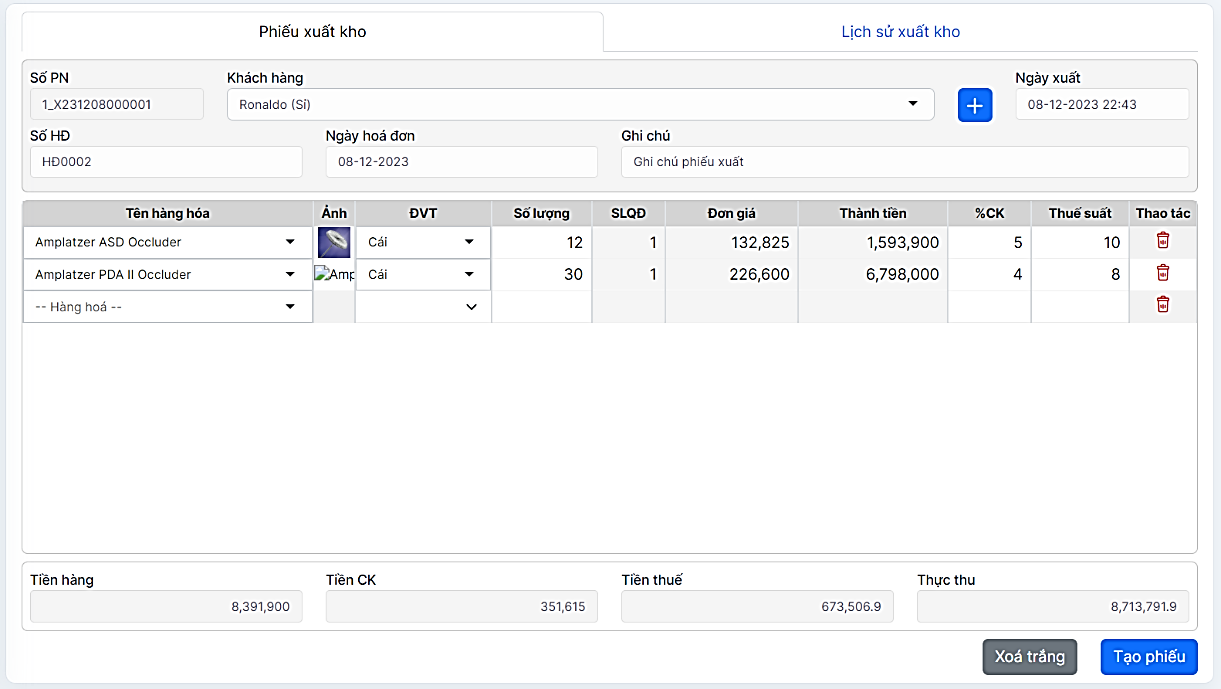 Phiếu xuất kho Lịch sử xuất kho
Số PN Khách hàng Ngày xuất
1_X231208000001 Ronaldo (Sỉ) 08-12-2023 22:43
Số HĐ Ngày hoá đơn Ghi chú
HĐ0002 08-12-2023 Ghi chú phiếu xuất
Tên hàng hóa Ảnh ĐVT Số lượng SLQĐ Đơn giá Thành tiền %CK Thuế suất Thao tác
Amplatzer ASD Occluder Cái 12 1 132,825 1,593,900 5 10
Amplatzer PDA II Occluder Amp Cái 30 1 226,600 6,798,000 4 8
-- Hàng hoá --
Tiền hàng Tiền CK Tiền thuế Thực thu
8,391,900 351,615 673,506.9 8,713,791.9
Xoá trắng Tạo phiếu